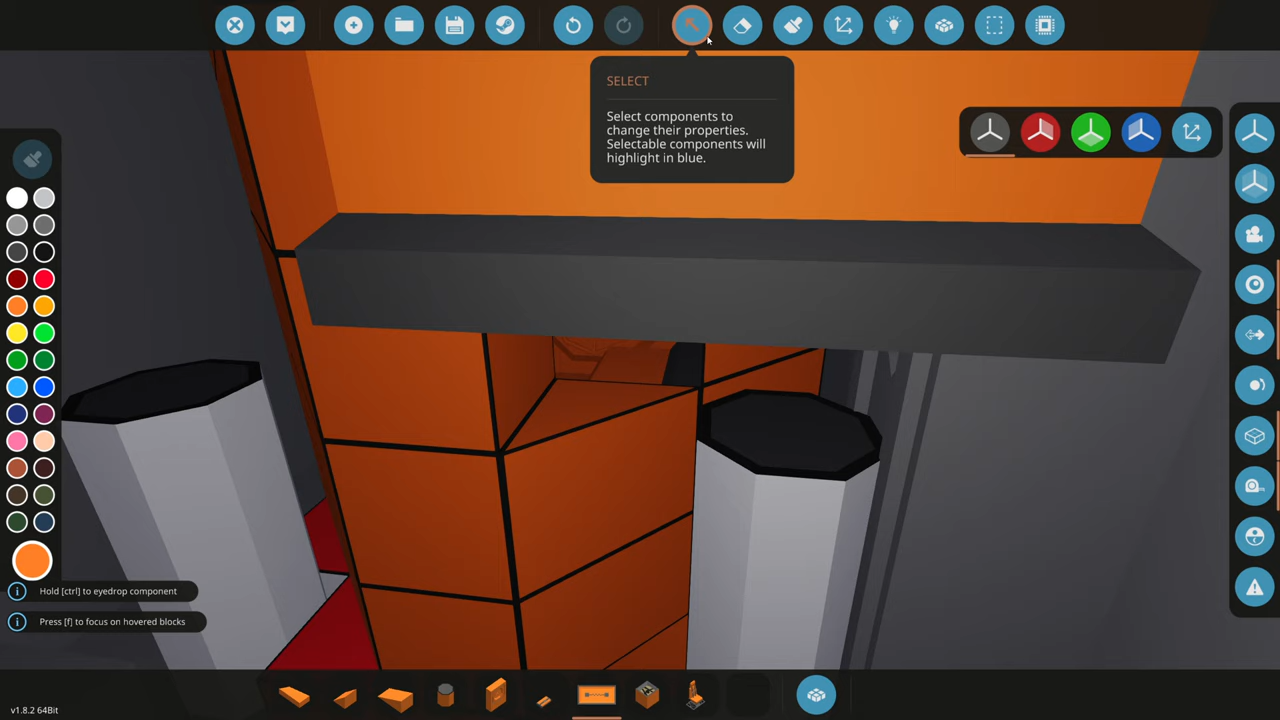 SELECT
Select components to
change their properties.
Selectable components will
highlight in blue.
Hold [ctrl] to eyedrop component
Press [f] to focus on hovered blocks
v1.8.2 64Bit